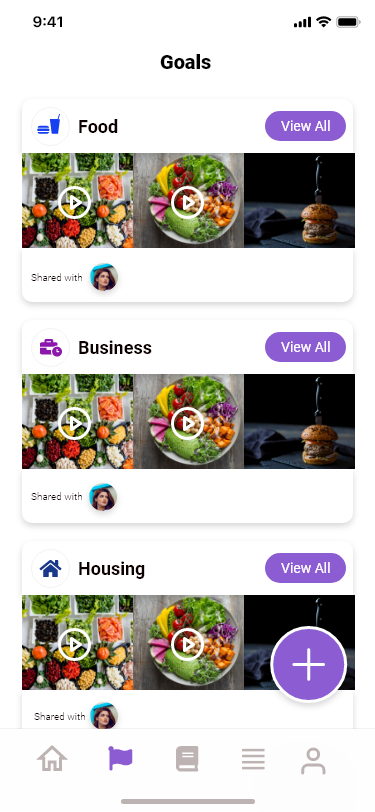 9:41
Goals
Food
View All
Shared with
Business
View All
Shared with
Housing
View All
Shared with